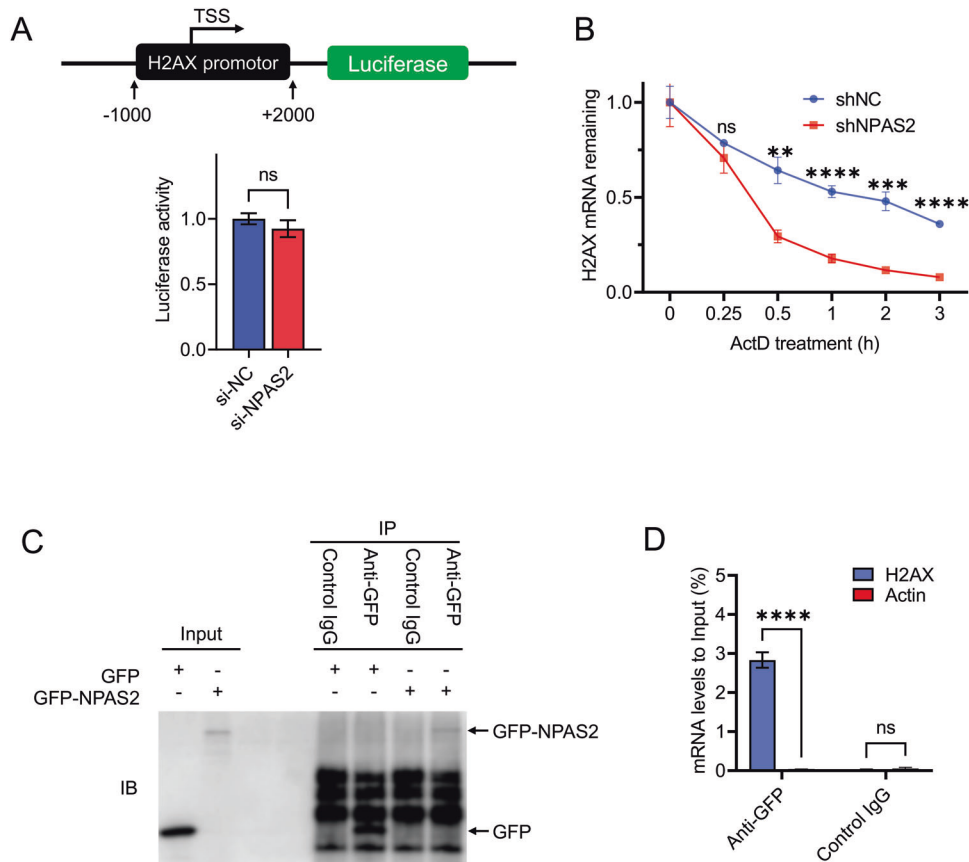 A
TSS
H2AX promotor
Luciferase
-1000
+2000
Luciferase activity
ns
1.0
0.5
0.0
si-NC
si-NPAS2
B
H2AX mRNA remaining
shNC
shNPAS2
1.0
0.5
0.0
ns
**
****
***
****
0 0.25 0.5 1 2 3
ActD treatment (h)
C
IP
Control IgG
Anti-GFP
Control IgG
Anti-GFP
Input
GFP + - + + - -
GFP-NPAS2 - + - - + +
IB
GFP-NPAS2
GFP
D
mRNA levels to Input (%)
H2AX
Actin
5
4
3
2
1
0
****
ns
Anti-GFP
Control IgG